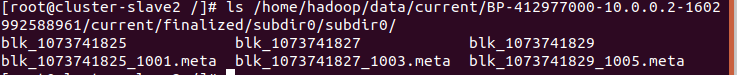 [root@cluster-slave2 /]# ls /home/hadoop/data/current/BP-412977000-10.0.0.2-1602
992588961/current/finalized/subdir0/subdir0/
blk_1073741825 blk_1073741827 blk_1073741829
blk_1073741825_1001.meta blk_1073741827_1003.meta blk_1073741829_1005.meta